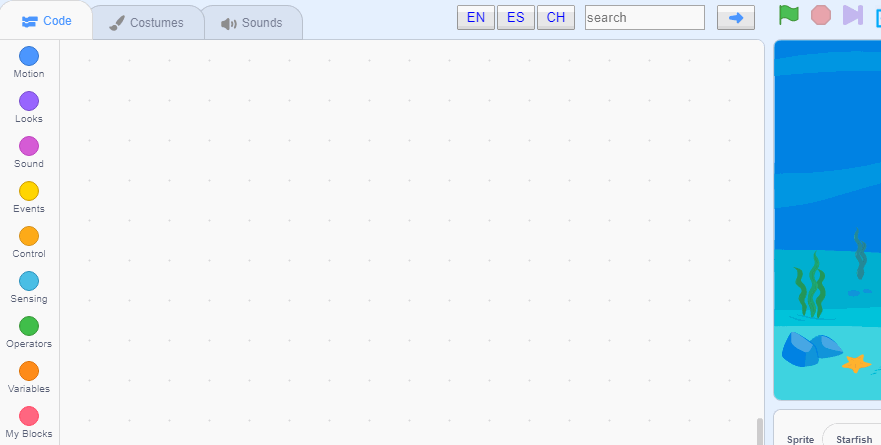 Code Costumes Sounds EN ES CH search
Motion
Looks
Sound
Events
Control
Sensing
Operators
Variables
My Blocks
Sprite Starfish